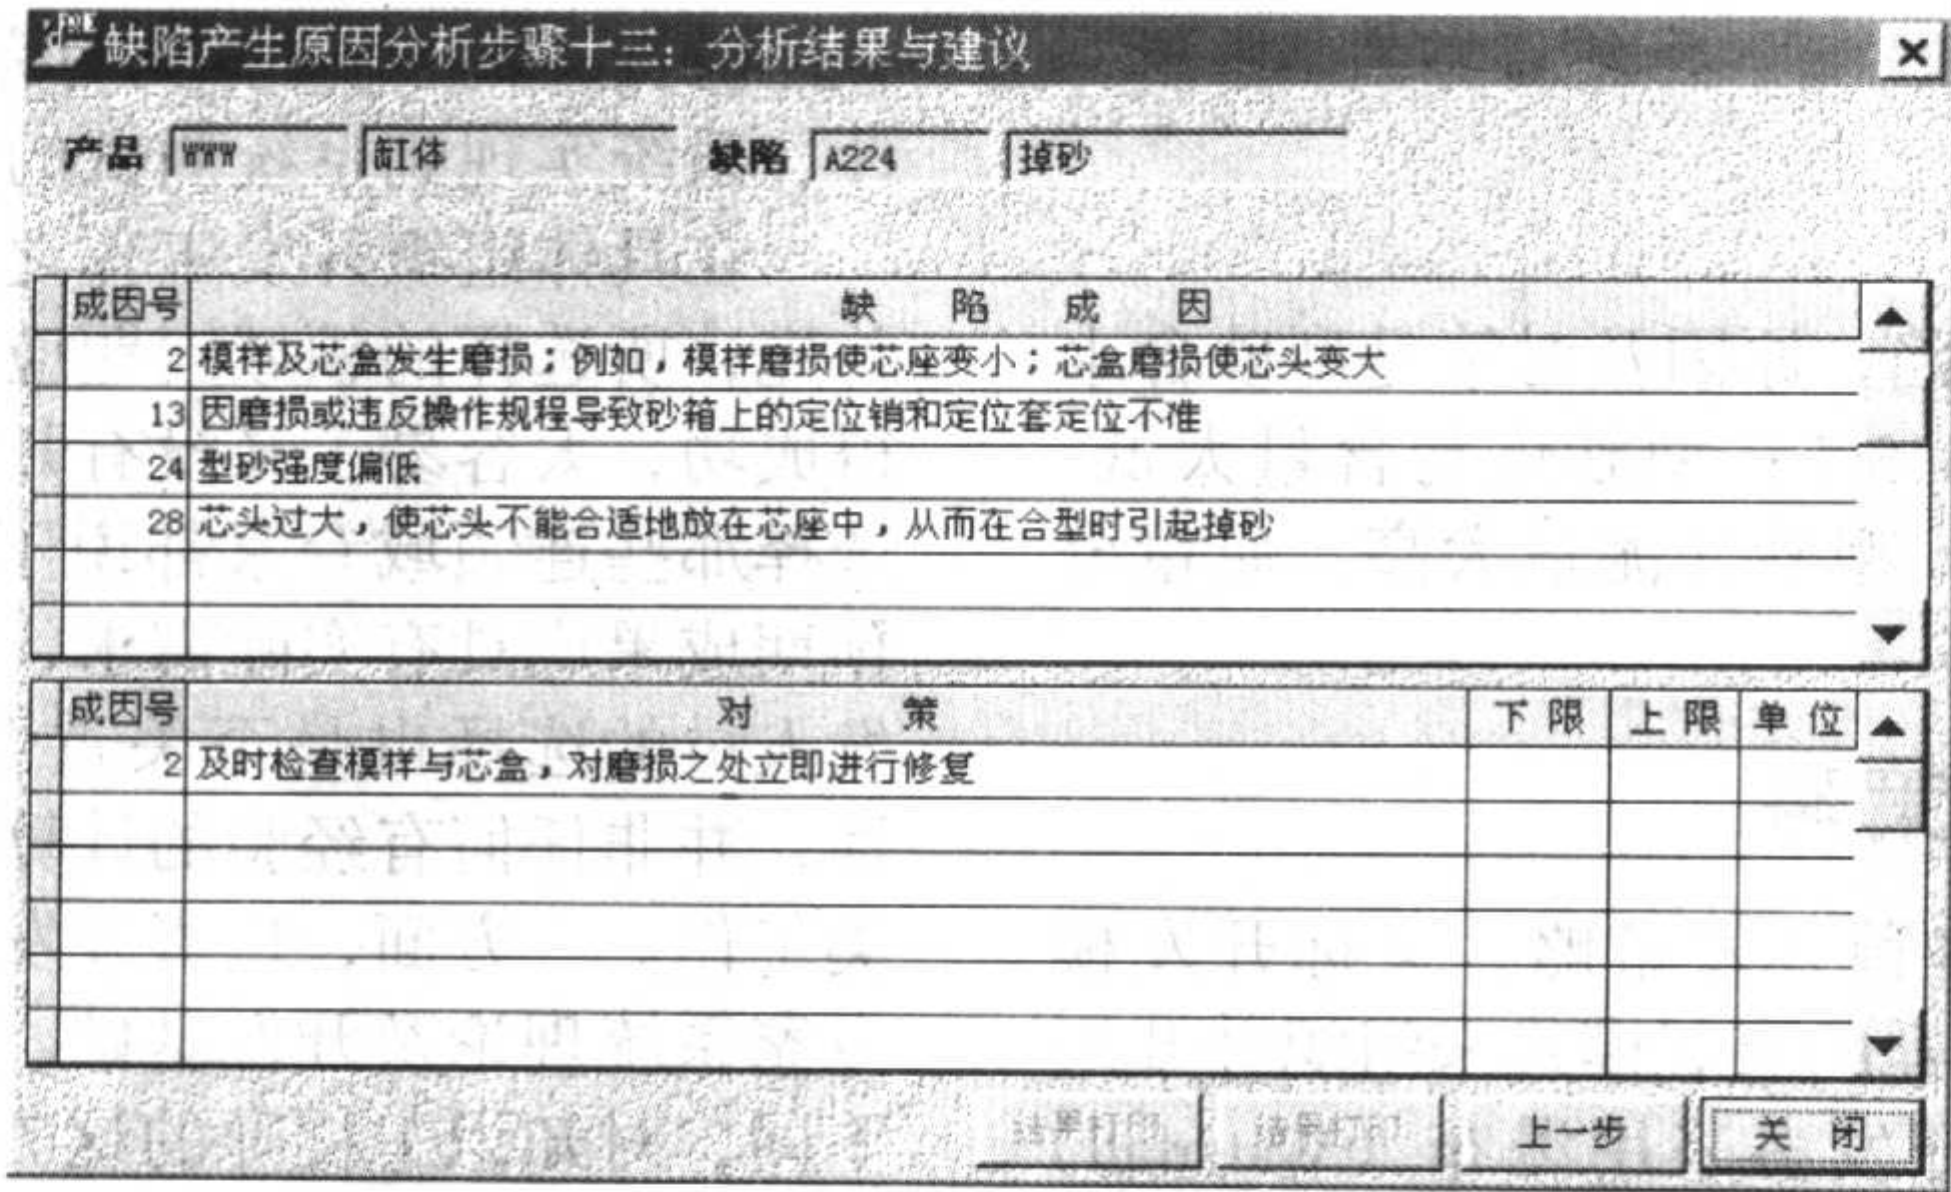 缺陷产生原因分析步骤十三：分析结果与建议
产品 WWW 缸体 缺陷 A224 掉砂
成因号 缺陷成因
2 模样及芯盒发生磨损；例如，模样磨损使芯座变小；芯盒磨损使芯头变大
13 因磨损或违反操作规程导致砂箱上的定位销和定位套定位不准
24 型砂强度偏低
28 芯头过大，使芯头不能合适地放在芯座中，从而在合型时引起掉砂
成因号 对策 下限 上限 单位
2 及时检查模样与芯盒，对磨损之处立即进行修复
结果打印 结果打印 上一步 关闭